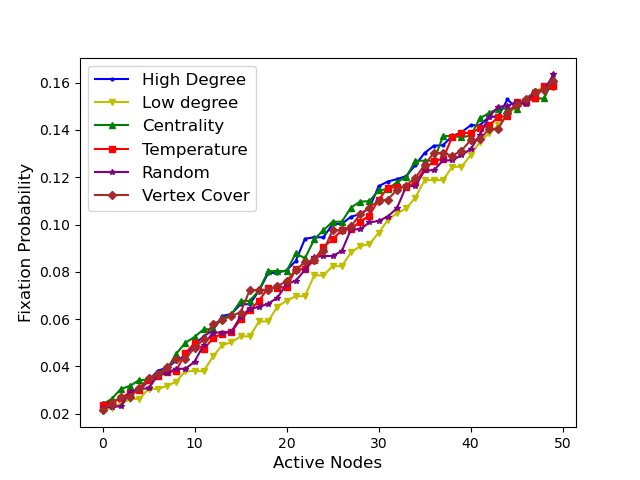 High Degree
Low degree
Centrality
Temperature
Random
Vertex Cover
Fixation Probability
0.16
0.14
0.12
0.10
0.08
0.06
0.04
0.02
0 10 20 30 40 50
Active Nodes